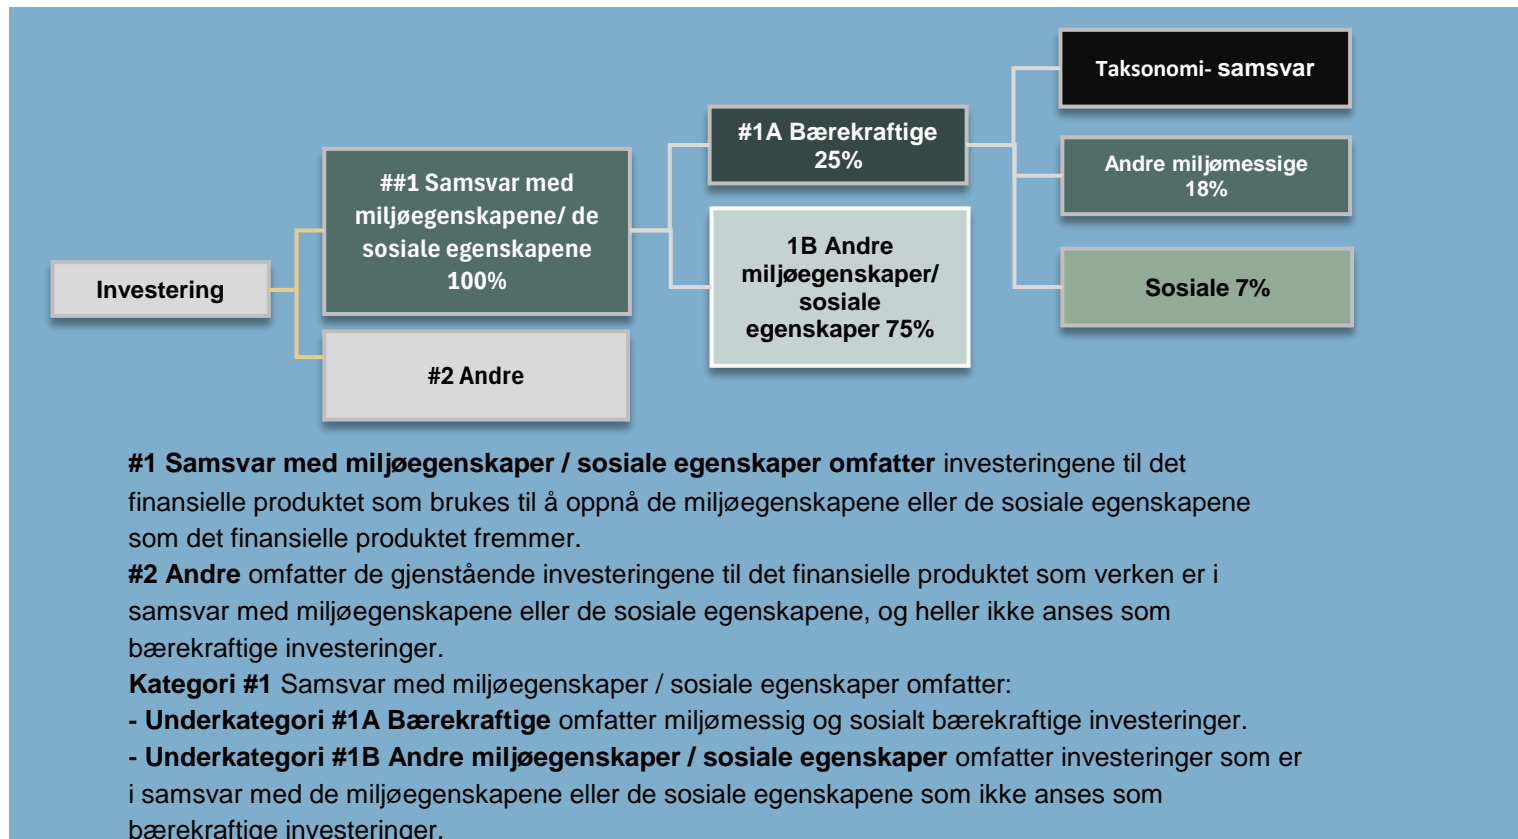 Taksonomi- samsvar
#1A Bærekraftige
25%
Andre miljømessige
18%
##1 Samsvar med
miljøegenskapene/ de
sosiale egenskapene
100%
1B Andre
miljøegenskaper/
sosiale
egenskaper 75%
Investering
Sosiale 7%
#2 Andre
#1 Samsvar med miljøegenskaper / sosiale egenskaper omfatter investeringene til det
finansielle produktet som brukes til å oppnå de miljøegenskapene eller de sosiale egenskapene
som det finansielle produktet fremmer.
#2 Andre omfatter de gjenstående investeringene til det finansielle produktet som verken er i
samsvar med miljøegenskapene eller de sosiale egenskapene, og heller ikke anses som
bærekraftige investeringer.
Kategori #1 Samsvar med miljøegenskaper / sosiale egenskaper omfatter:
- Underkategori #1A Bærekraftige omfatter miljømessig og sosialt bærekraftige investeringer.
- Underkategori #1B Andre miljøegenskaper / sosiale egenskaper omfatter investeringer som er
i samsvar med de miljøegenskapene eller de sosiale egenskapene som ikke anses som
bærekraftige investeringer.